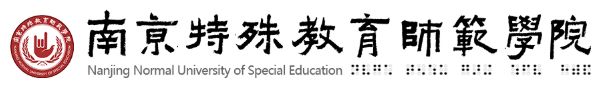 南京特殊教育師範學院
Nanjing Normal University of Special Education